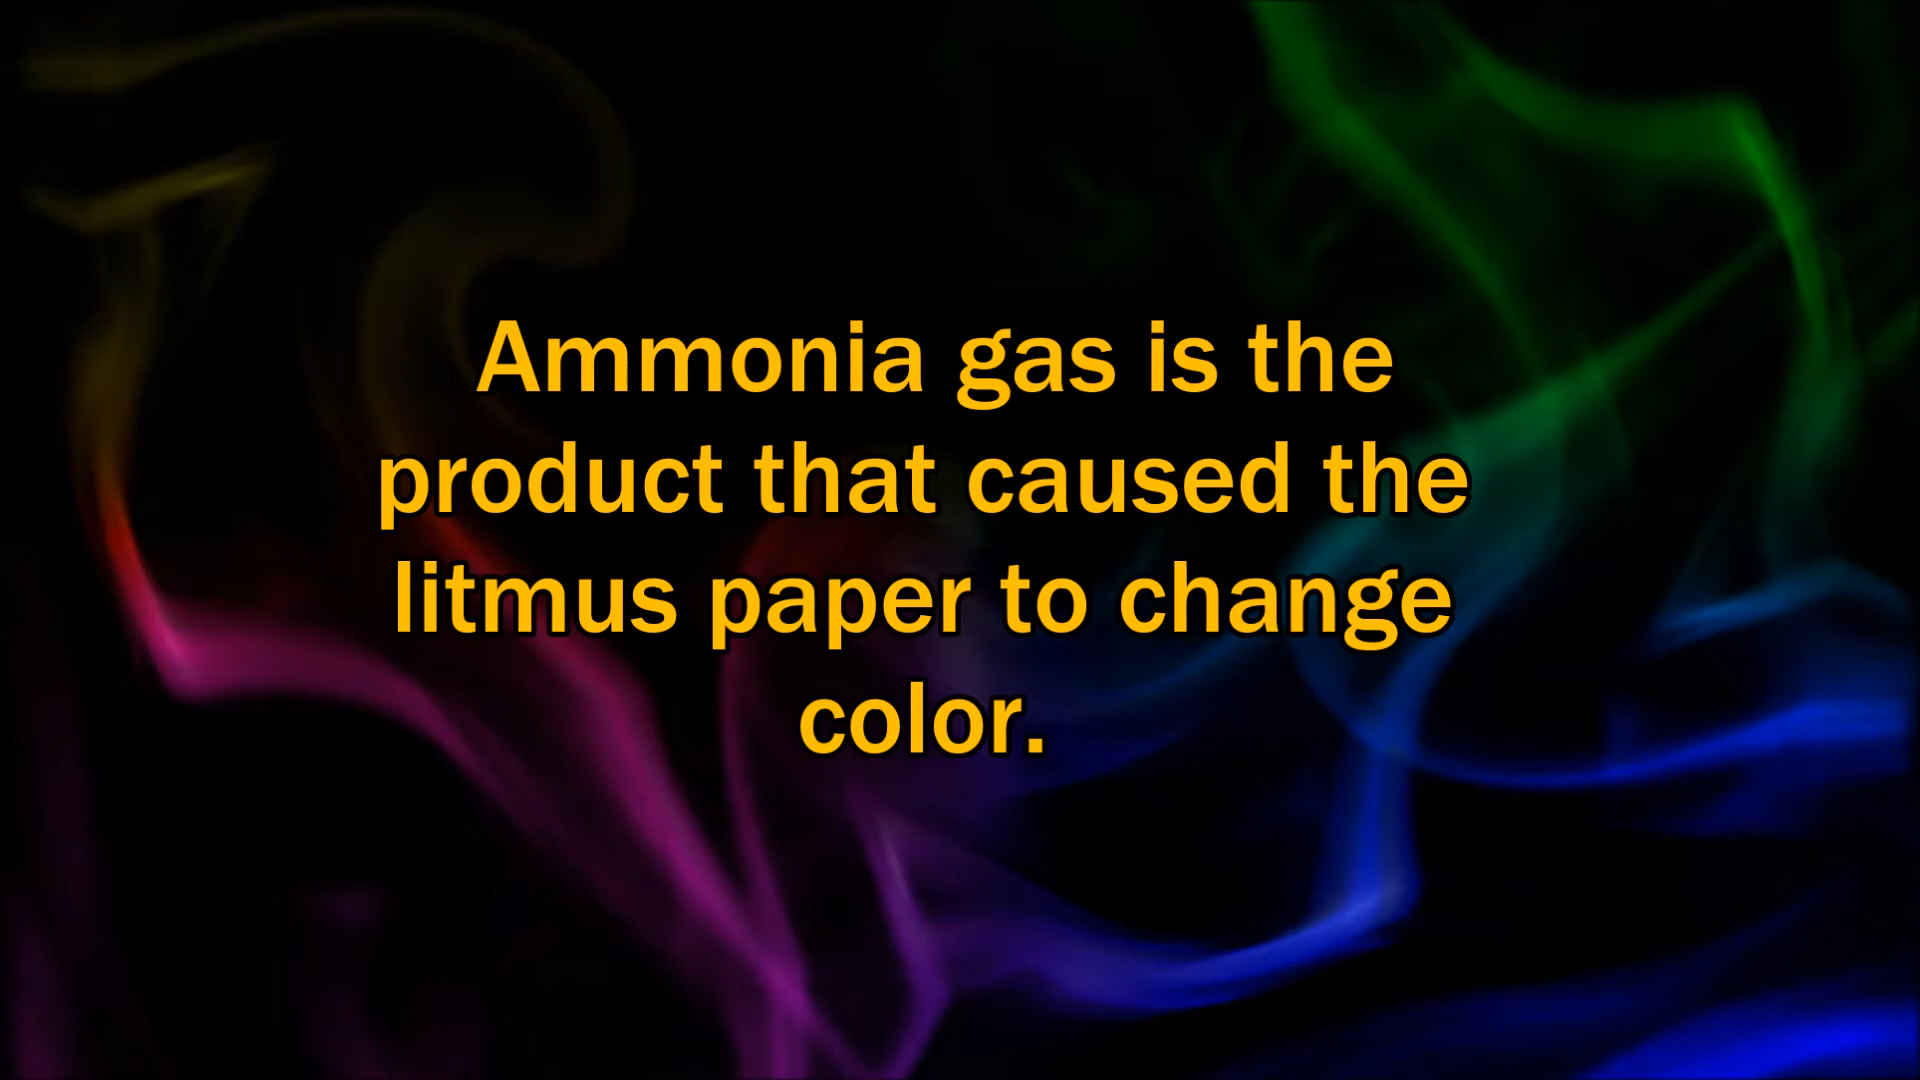 Ammonia gas is the
product that caused the
litmus paper to change
color.